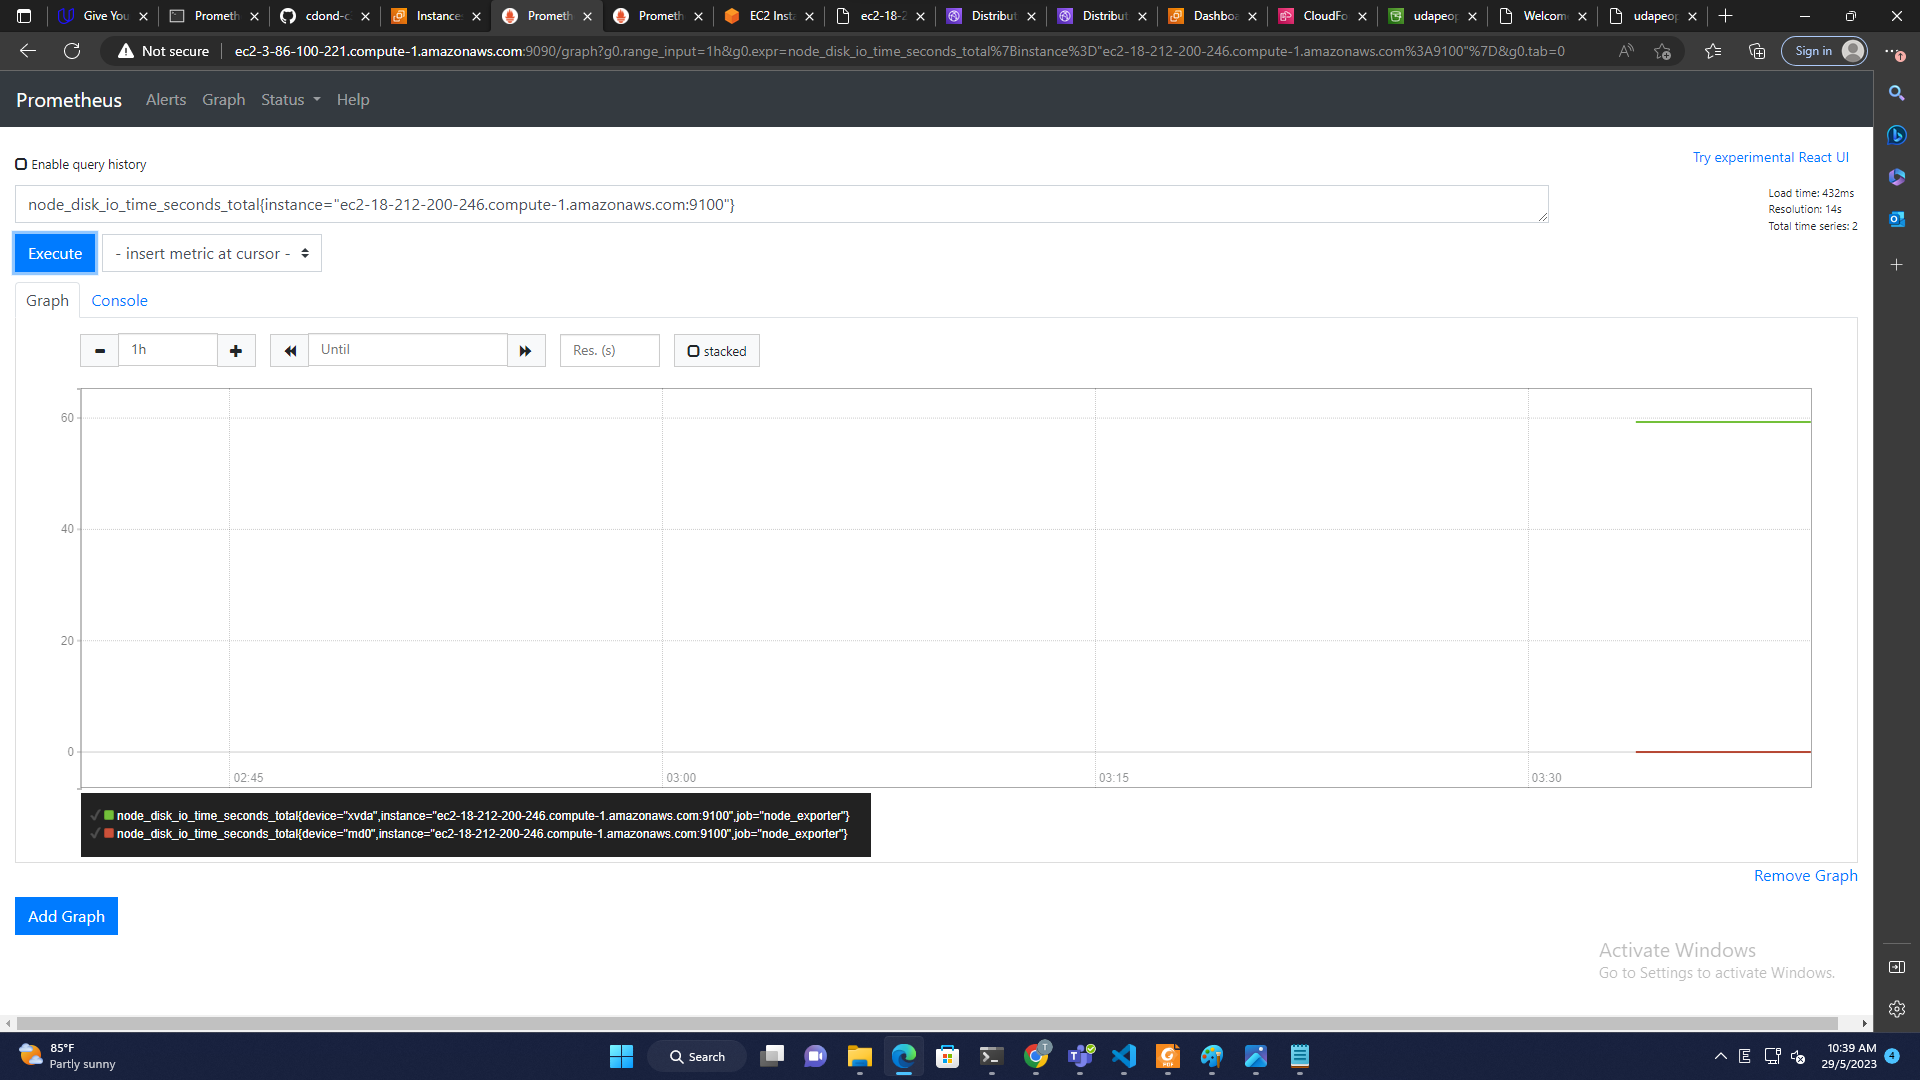 Give You
Prometh
cdond-c
Instance
Prometh
Prometh
EC2 Insta
ec2-18-2
Distribut
Distribut
Dashboa
CloudFo
udapeop
Welcome
udapeop
Not secure
ec2-3-86-100-221.compute-1.amazonaws.com:9090/graph?g0.range_input=1h&g0.expr=node_disk_io_time_seconds_total%7Binstance%3D"ec2-18-212-200-246.compute-1.amazonaws.com%3A9100"%7D&g0.tab=0
Sign in
Prometheus Alerts Graph Status Help
Enable query history
Try experimental React UI
node_disk_io_time_seconds_total{instance="ec2-18-212-200-246.compute-1.amazonaws.com:9100"}
Load time: 432ms
Resolution: 14s
Total time series: 2
Execute
- insert metric at cursor -
Graph Console
1h
Until
Res. (s)
stacked
60
40
20
0
02:45
03:00
03:15
03:30
node_disk_io_time_seconds_total{device="xvda",instance="ec2-18-212-200-246.compute-1.amazonaws.com:9100",job="node_exporter"}
node_disk_io_time_seconds_total{device="md0",instance="ec2-18-212-200-246.compute-1.amazonaws.com:9100",job="node_exporter"}
Remove Graph
Add Graph
Activate Windows
Go to Settings to activate Windows.
85°F
Partly sunny
Search
10:39 AM
29/5/2023
4